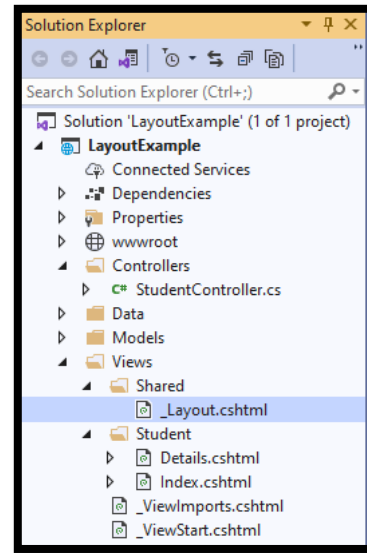 Solution Explorer
Search Solution Explorer (Ctrl+;)
Solution 'LayoutExample' (1 of 1 project)
LayoutExample
Connected Services
Dependencies
Properties
wwwroot
Controllers
C# StudentController.cs
Data
Models
Views
Shared
_Layout.cshtml
Student
Details.cshtml
Index.cshtml
_ViewImports.cshtml
_ViewStart.cshtml